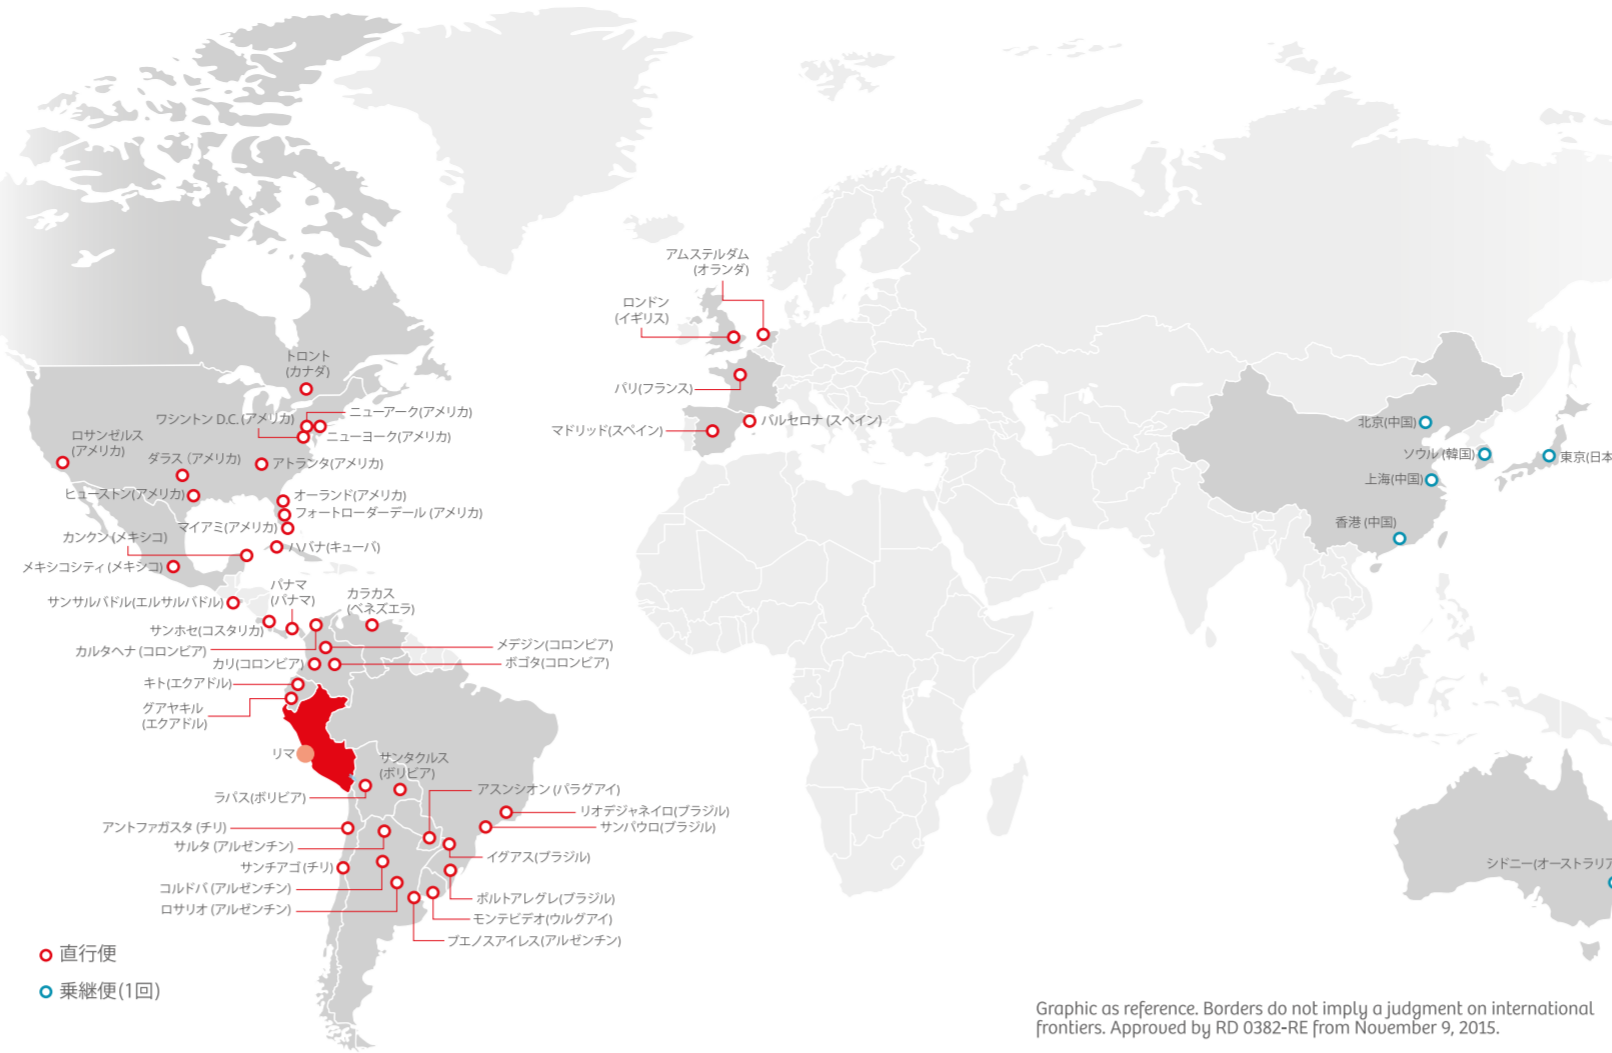 アムステルダム
(オランダ)
ロンドン
(イギリス)
パリ(フランス)
バルセロナ (スペイン)
マドリッド(スペイン)
トロント
(カナダ)
ワシントン D.C.(アメリカ)
ニューアーク(アメリカ)
ニューヨーク(アメリカ)
ロサンゼルス
(アメリカ)
ダラス (アメリカ)
アトランタ(アメリカ)
ヒューストン(アメリカ)
オーランド(アメリカ)
フォートローダーデール (アメリカ)
マイアミ(アメリカ)
カンクン (メキシコ)
ハバナ(キューバ)
メキシコシティ(メキシコ)
サンサルバドル(エルサルバドル)
パナマ
(パナマ)
カラカス
(ベネズエラ)
サンホセ(コスタリカ)
カルタヘナ (コロンビア)
メデジン(コロンビア)
カリ(コロンビア)
ボゴタ(コロンビア)
キト(エクアドル)
グアヤキル
(エクアドル)
リマ
サンタクルス
(ボリビア)
ラパス(ボリビア)
アスンシオン (パラグアイ)
リオデジャネイロ(ブラジル)
サンパウロ(ブラジル)
アントファガスタ (チリ)
サルタ (アルゼンチン)
イグアス(ブラジル)
サンチアゴ (チリ)
コルドバ (アルゼンチン)
ポルトアレグレ(ブラジル)
ロサリオ (アルゼンチン)
モンテビデオ(ウルグアイ)
ブエノスアイレス(アルゼンチン)
北京(中国)
ソウル (韓国)
東京(日本
上海(中国)
香港 (中国)
シドニー(オーストラリア
直行便
乗継便(1回)
Graphic as reference. Borders do not imply a judgment on international
frontiers. Approved by RD 0382-RE from November 9, 2015.